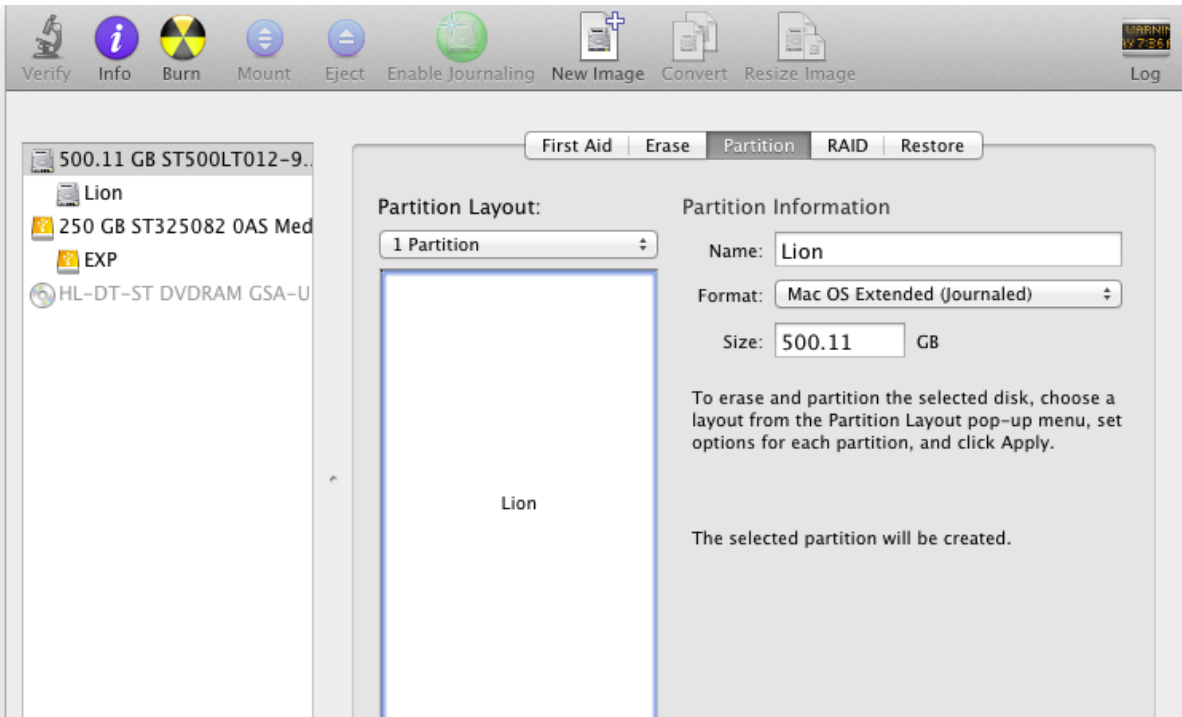 Verify Info Burn Mount Eject Enable Journaling New Image Convert Resize Image Log
WARNIN
AY 7:36
500.11 GB ST500LT012-9..
Lion
250 GB ST325082 0AS Med
EXP
HL-DT-ST DVDRAM GSA-U
First Aid Erase Partition RAID Restore
Partition Layout:
1 Partition
Lion
Partition Information
Name: Lion
Format: Mac OS Extended (Journaled)
Size: 500.11 GB
To erase and partition the selected disk, choose a
layout from the Partition Layout pop-up menu, set
options for each partition, and click Apply.
The selected partition will be created.